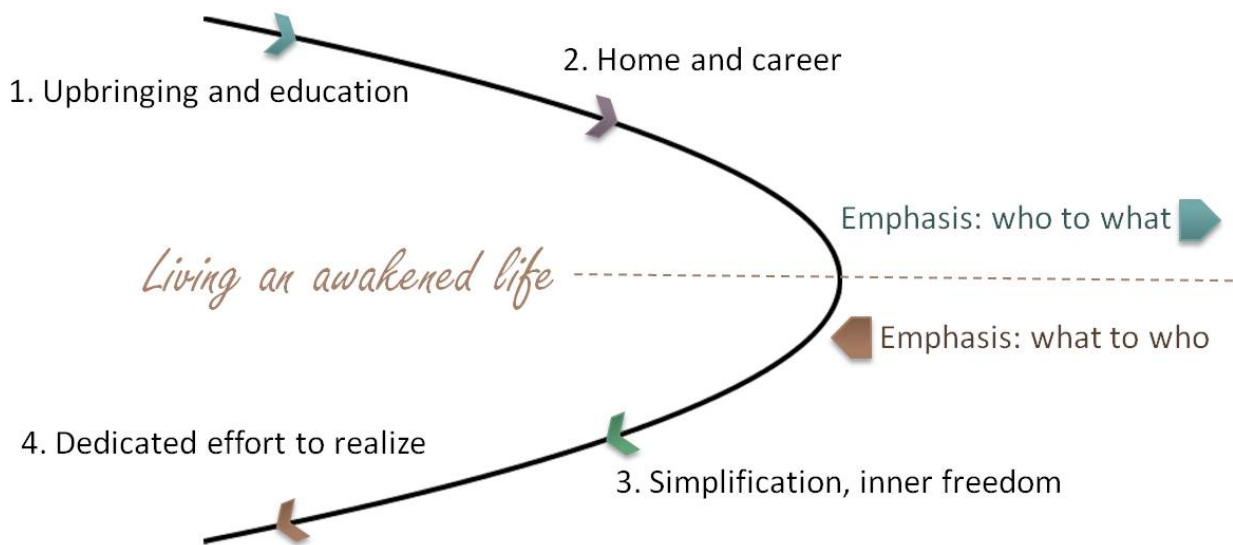 1. Upbringing and education
2. Home and career
Emphasis: who to what
Living an awakened life
Emphasis: what to who
3. Simplification, inner freedom
4. Dedicated effort to realize